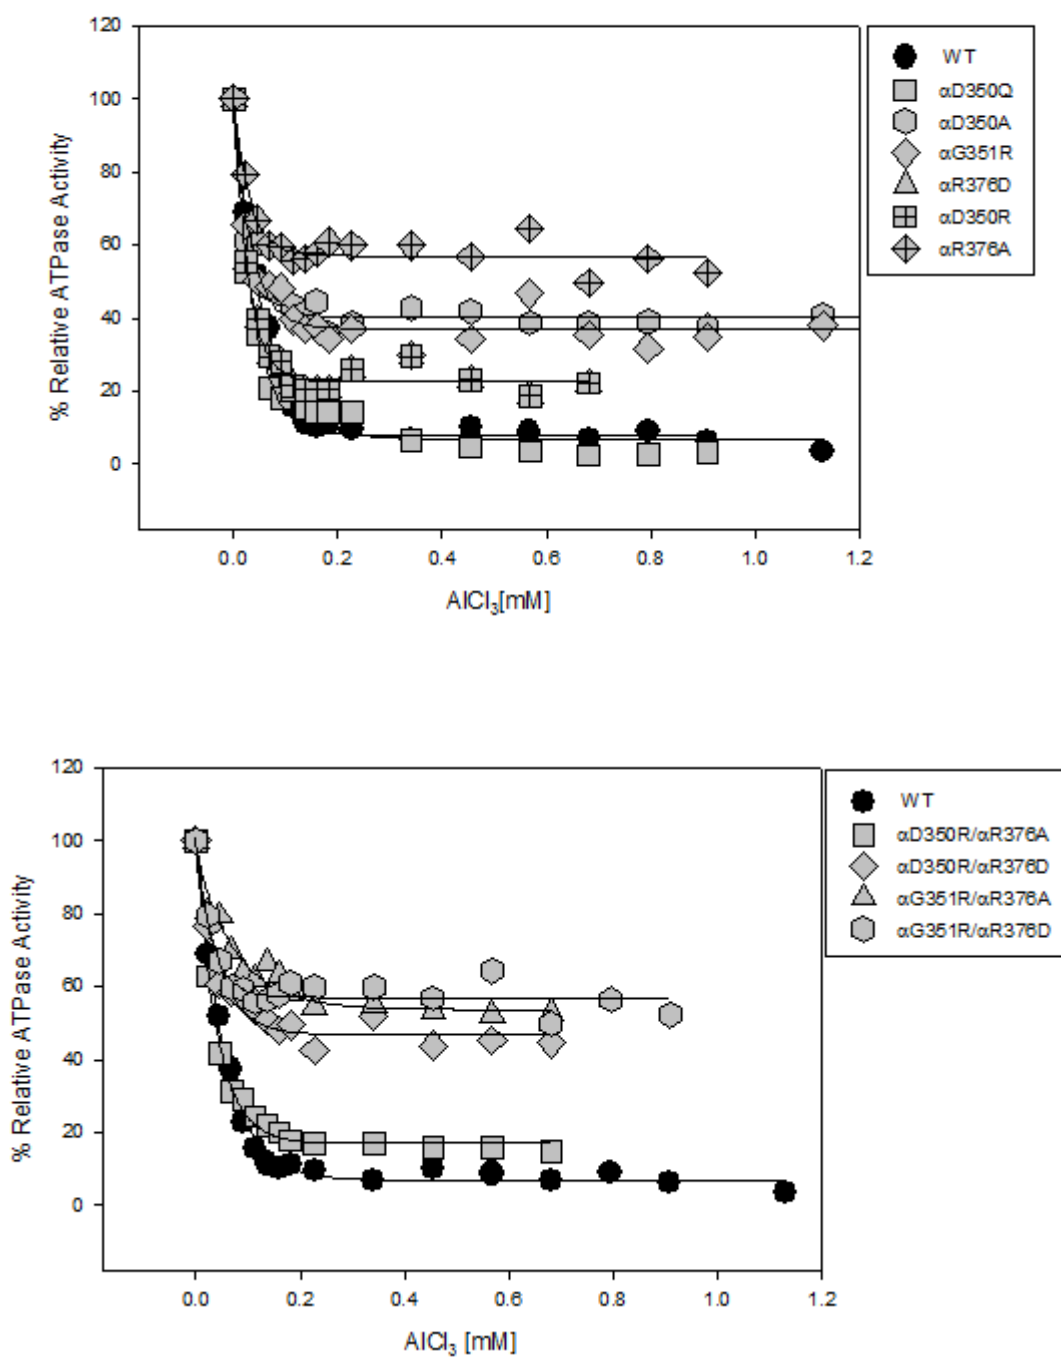 120
100
80
60
40
20
0
% Relative ATPase Activity
0.0 0.2 0.4 0.6 0.8 1.0 1.2
AlCl₃[mM]
WT
αD350Q
αD350A
αG351R
αR376D
αD350R
αR376A
120
100
80
60
40
20
0
% Relative ATPase Activity
0.0 0.2 0.4 0.6 0.8 1.0 1.2
AlCl₃ [mM]
WT
αD350R/αR376A
αD350R/αR376D
αG351R/αR376A
αG351R/αR376D